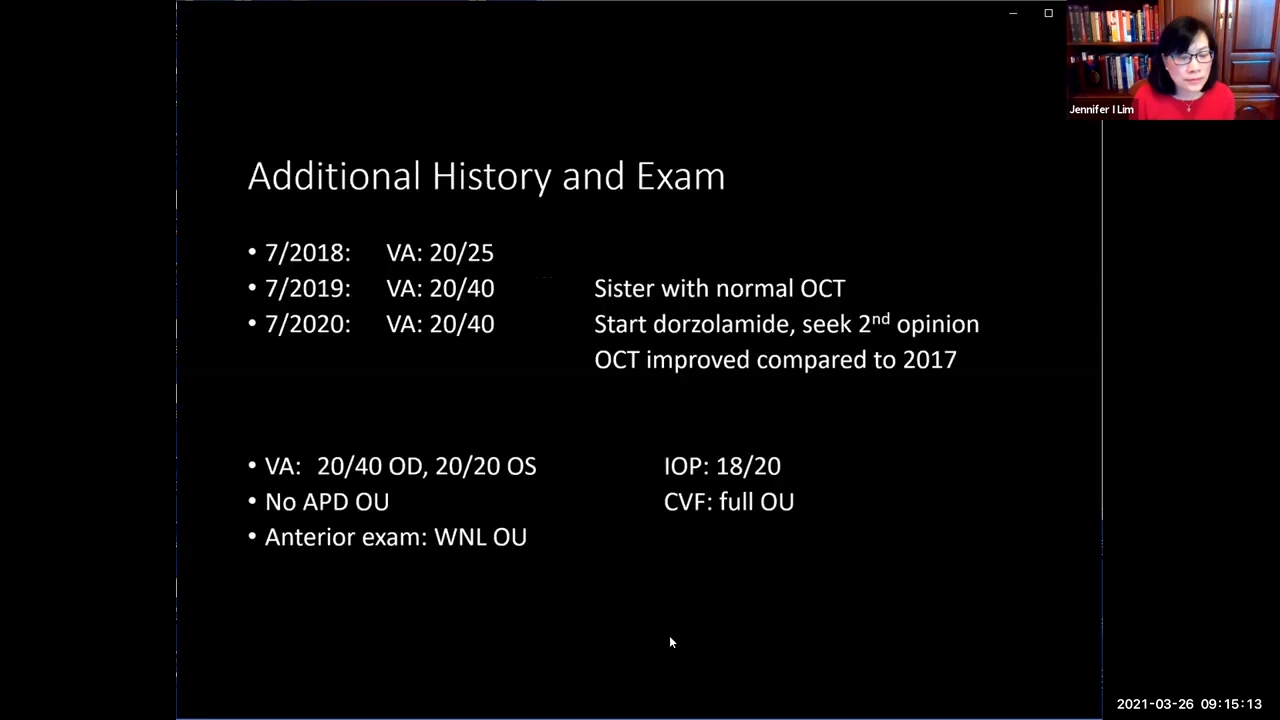 Jennifer I Lim
Additional History and Exam
• 7/2018: VA: 20/25
• 7/2019: VA: 20/40 Sister with normal OCT
• 7/2020: VA: 20/40 Start dorzolamide, seek 2nd opinion
OCT improved compared to 2017
• VA: 20/40 OD, 20/20 OS IOP: 18/20
• No APD OU CVF: full OU
• Anterior exam: WNL OU
2021-03-26 09:15:13